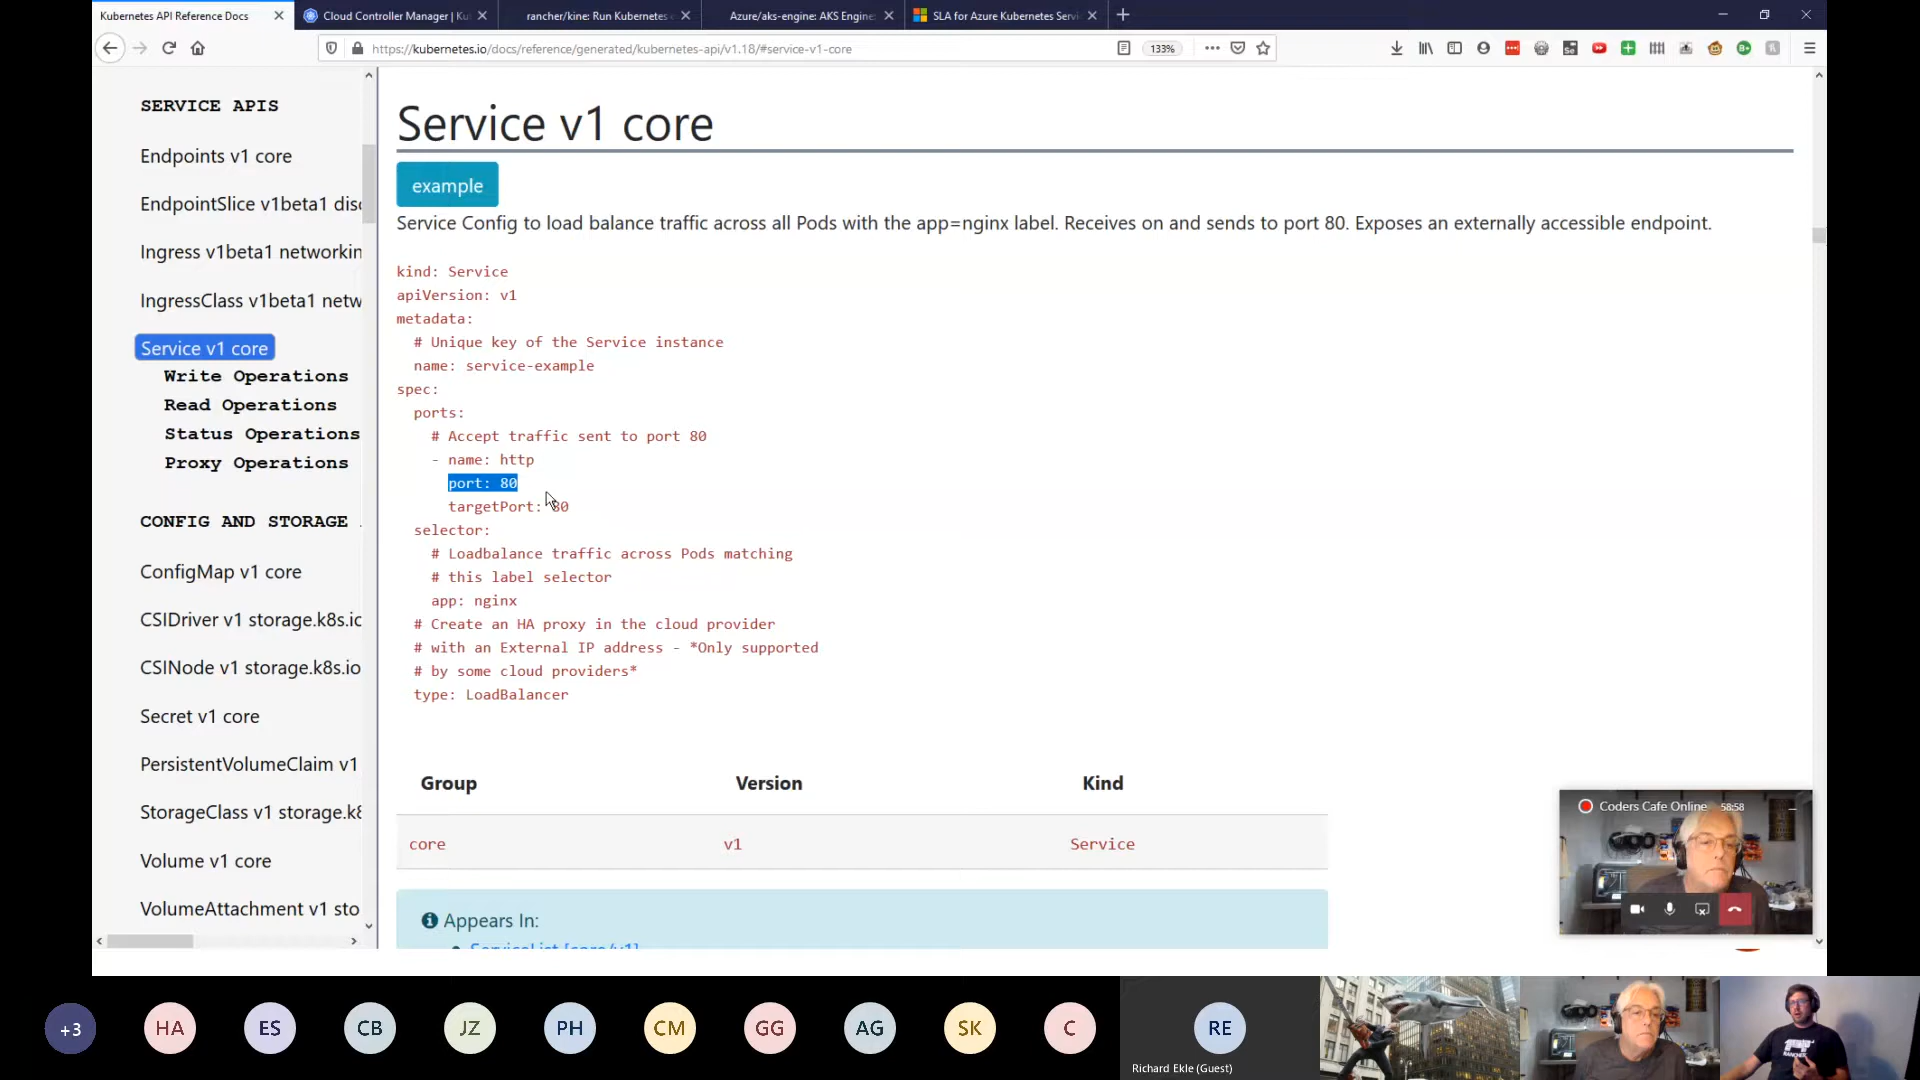 Kubernetes API Reference Docs
Cloud Controller Manager | Ku
rancher/kine: Run Kubernetes
Azure/aks-engine: AKS Engine:
SLA for Azure Kubernetes Servi
https://kubernetes.io/docs/reference/generated/kubernetes-api/v1.18/#service-v1-core
133%
SERVICE APIS
Endpoints v1 core
EndpointSlice v1beta1 disc
Ingress v1beta1 networkin
IngressClass v1beta1 netw
Service v1 core
Write Operations
Read Operations
Status Operations
Proxy Operations
CONFIG AND STORAGE
ConfigMap v1 core
CSIDriver v1 storage.k8s.io
CSINode v1 storage.k8s.io
Secret v1 core
PersistentVolumeClaim v1
StorageClass v1 storage.k8
Volume v1 core
VolumeAttachment v1 sto
Service v1 core
example
Service Config to load balance traffic across all Pods with the app=nginx label. Receives on and sends to port 80. Exposes an externally accessible endpoint.
kind: Service
apiVersion: v1
metadata:
# Unique key of the Service instance
name: service-example
spec:
ports:
# Accept traffic sent to port 80
- name: http
port: 80
targetPort: 80
selector:
# Loadbalance traffic across Pods matching
# this label selector
app: nginx
# Create an HA proxy in the cloud provider
# with an External IP address - *Only supported
# by some cloud providers*
type: LoadBalancer
Group Version Kind
core v1 Service
Appears In:
ServiceList [core/v1]
Coders Cafe Online 58:58
+3 HA ES CB JZ PH CM GG AG SK C RE
Richard Ekle (Guest)